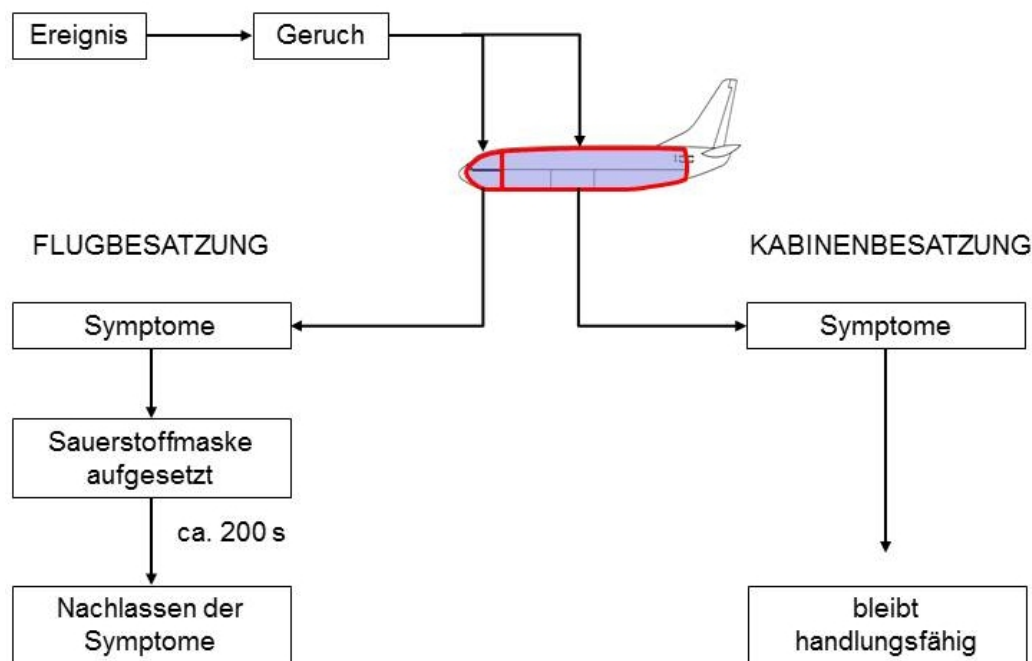 Ereignis
Geruch
FLUGBESATZUNG
KABINENBESATZUNG
Symptome
Symptome
Sauerstoffmaske
aufgesetzt
ca. 200 s
Nachlassen der
Symptome
bleibt
handlungsfähig